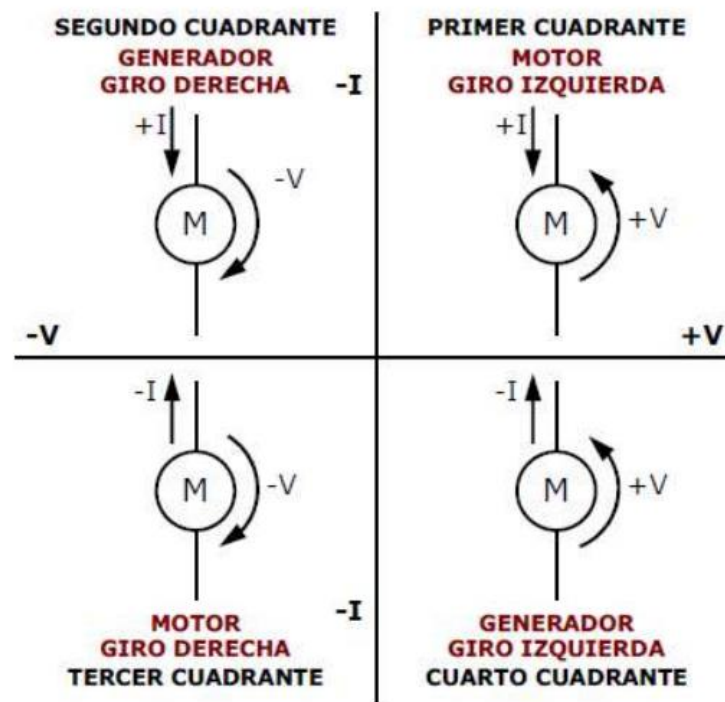 SEGUNDO CUADRANTE
GENERADOR
GIRO DERECHA
-I
+I
-V
M
PRIMER CUADRANTE
MOTOR
GIRO IZQUIERDA
+I
M
+V
-V
+V
-I
M
-V
MOTOR
GIRO DERECHA
TERCER CUADRANTE
-I
-I
M
+V
GENERADOR
GIRO IZQUIERDA
CUARTO CUADRANTE